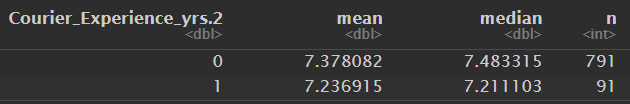 Courier_Experience_yrs.2 mean median n
<dbl> <dbl> <dbl> <int>
0 7.378082 7.483315 791
1 7.236915 7.211103 91